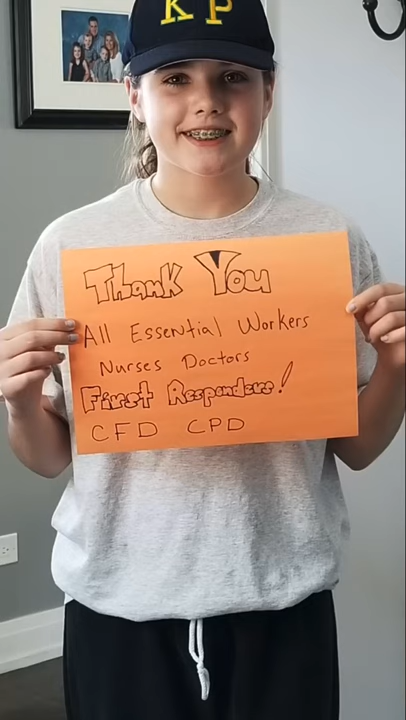 KP
Thank You
All Essential Workers
Nurses Doctors
First Responders!
CFD CPD